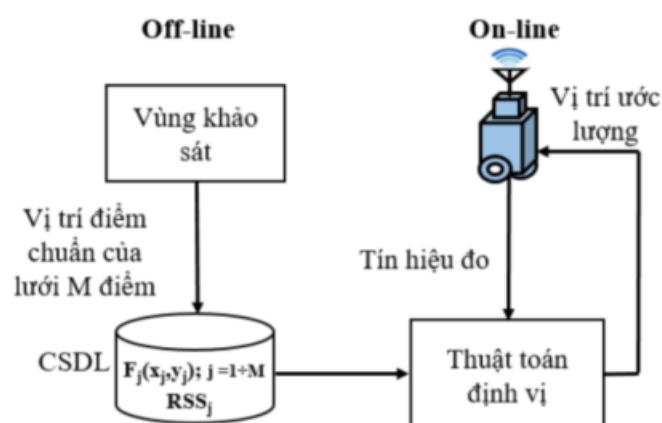 Off-line
On-line
Vùng khảo
sát
Vị trí ước
lượng
Vị trí điểm
chuẩn của
lưới M điểm
Tín hiệu đo
CSDL
Fj(xj,yj); j =1÷M
RSSj
Thuật toán
định vị